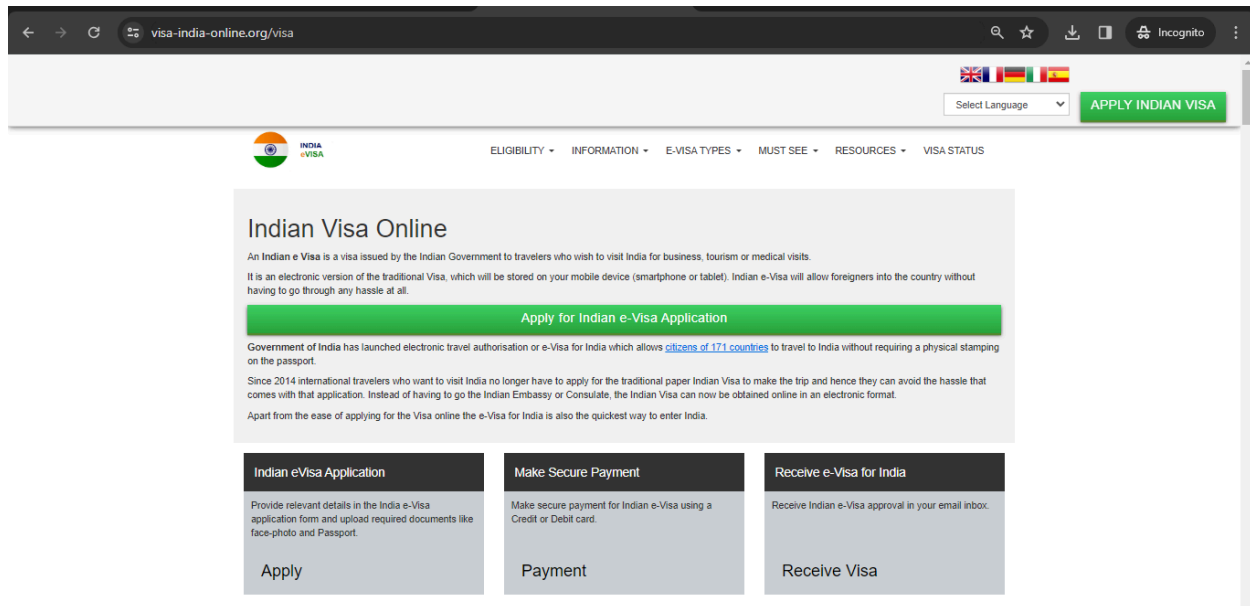 visa-india-online.org/visa
Incognito
Select Language
APPLY INDIAN VISA
INDIA
eVISA
ELIGIBILITY
INFORMATION
E-VISA TYPES
MUST SEE
RESOURCES
VISA STATUS
Indian Visa Online
An Indian e Visa is a visa issued by the Indian Government to travelers who wish to visit India for business, tourism or medical visits.
It is an electronic version of the traditional Visa, which will be stored on your mobile device (smartphone or tablet). Indian e-Visa will allow foreigners into the country without
having to go through any hassle at all.
Apply for Indian e-Visa Application
Government of India has launched electronic travel authorisation or e-Visa for India which allows citizens of 171 countries to travel to India without requiring a physical stamping
on the passport.
Since 2014 international travelers who want to visit India no longer have to apply for the traditional paper Indian Visa to make the trip and hence they can avoid the hassle that
comes with that application. Instead of having to go the Indian Embassy or Consulate, the Indian Visa can now be obtained online in an electronic format.
Apart from the ease of applying for the Visa online the e-Visa for India is also the quickest way to enter India.
Indian eVisa Application
Provide relevant details in the India e-Visa
application form and upload required documents like
face-photo and Passport.
Apply
Make Secure Payment
Make secure payment for Indian e-Visa using a
Credit or Debit card.
Payment
Receive e-Visa for India
Receive Indian e-Visa approval in your email inbox.
Receive Visa